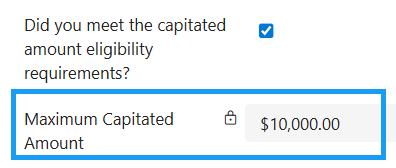 Did you meet the capitated
amount eligibility
requirements?
Maximum Capitated
Amount
$10,000.00